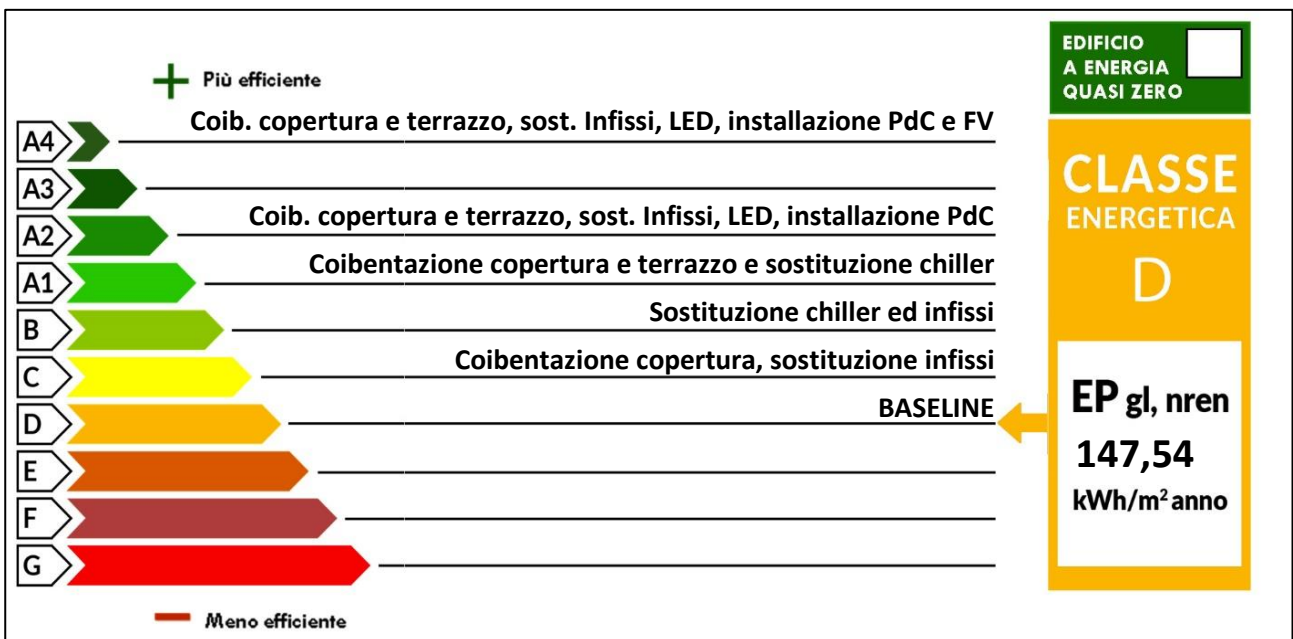 Più efficiente
Coib. copertura e terrazzo, sost. Infissi, LED, installazione PdC e FV
A4
A3
Coib. copertura e terrazzo, sost. Infissi, LED, installazione PdC
A2
Coibentazione copertura e terrazzo e sostituzione chiller
A1
Sostituzione chiller ed infissi
B
Coibentazione copertura, sostituzione infissi
C
BASELINE
D
E
F
G
Meno efficiente
EDIFICIO
A ENERGIA
QUASI ZERO
CLASSE
ENERGETICA
D
EP gl, nren
147,54
kWh/m² anno